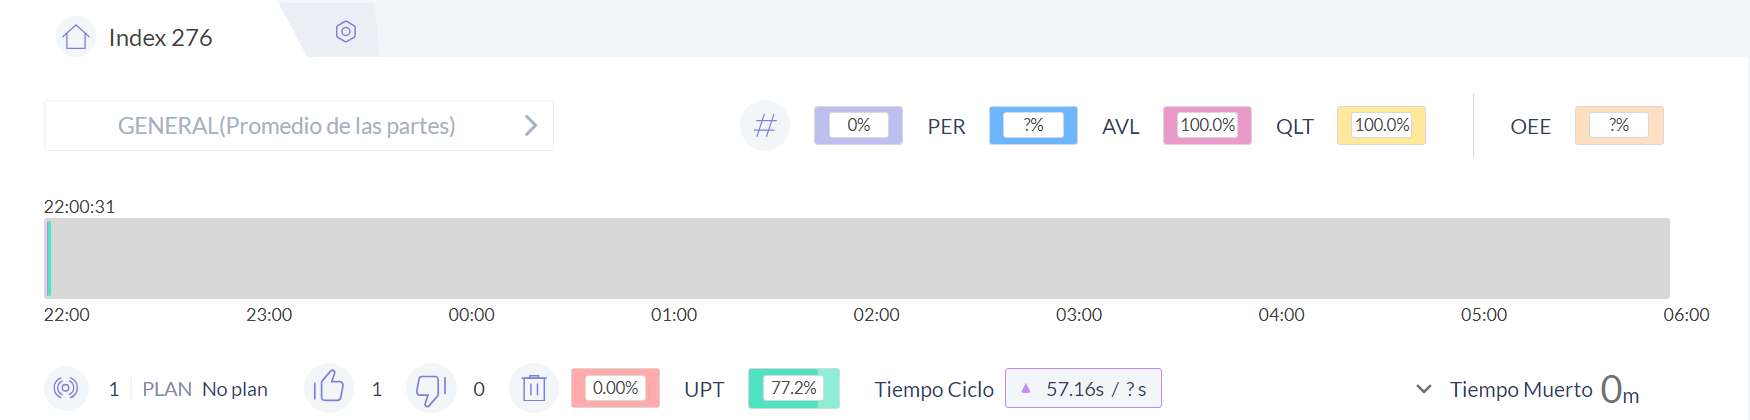 Index 276
GENERAL(Promedio de las partes)
# 0% PER ?% AVL 100.0% QLT 100.0% OEE ?%
22:00:31
22:00 23:00 00:00 01:00 02:00 03:00 04:00 05:00 06:00
1 PLAN No plan 1 0 0.00% UPT 77.2% Tiempo Ciclo ▲ 57.16s / ? s Tiempo Muerto 0m